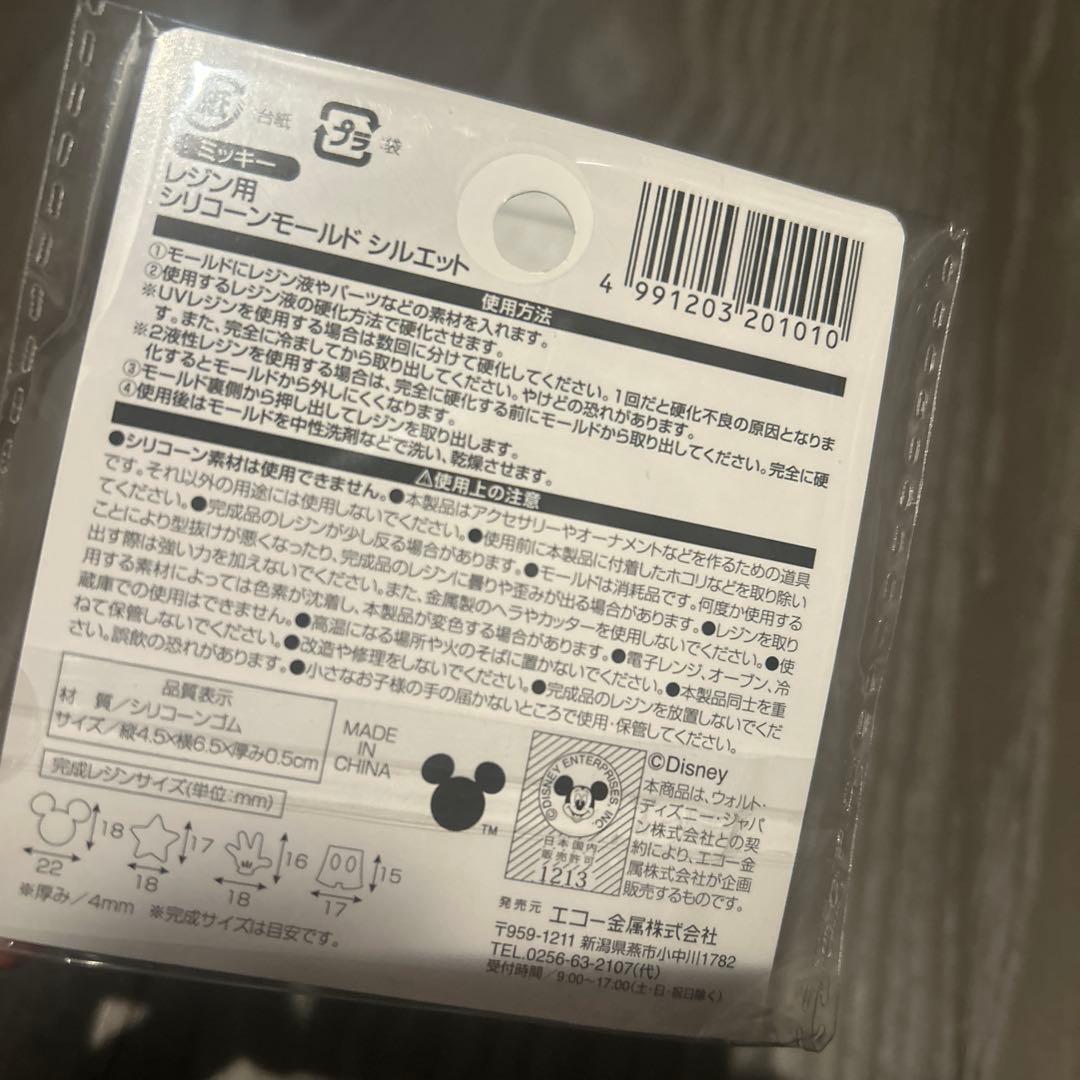 紙 台紙
プラ 袋
ミッキー
レジン用
シリコーンモールド シルエット
4 991203 201010
使用方法
①モールドにレジン液やパーツなどの素材を入れます。
②使用するレジン液の硬化方法で硬化させます。
※UVレジンを使用する場合は数回に分けて硬化してください。1回だと硬化不良の原因となりま
す。また、完全に冷ましてから取り出してください。やけどの恐れがあります。
※2液性レジンを使用する場合は、完全に硬化する前にモールドから取り出してください。完全に硬
化するとモールドから外しにくくなります。
③モールド裏側から押し出してレジンを取り出します。
④使用後はモールドを中性洗剤などで洗い、乾燥させます。
⚠使用上の注意
●シリコーン素材は使用できません。●本製品はアクセサリーやオーナメントなどを作るための道具
です。それ以外の用途には使用しないでください。●使用前に本製品に付着したホコリなどを取り除い
てください。●完成品のレジンが少し反る場合があります。●モールドは消耗品です。何度か使用する
ことにより型抜けが悪くなったり、完成品のレジンに曇りや歪みが出る場合があります。●レジンを取り
出す際は強い力を加えないでください。また、金属製のヘラやカッターを使用しないでください。●使
用する素材によっては色素が沈着し、本製品が変色する場合があります。●電子レンジ、オーブン、冷
蔵庫での使用はできません。●高温になる場所や火のそばに置かないでください。●本製品同士を重
ねて保管しないでください。●改造や修理をしないでください。●完成品のレジンを放置しないでくだ
さい。誤飲の恐れがあります。●小さなお子様の手の届かないところで使用・保管してください。
品質表示
材 質/シリコーンゴム
サイズ/縦4.5×横6.5×厚み0.5cm
MADE
IN
CHINA
完成レジンサイズ(単位:mm)
18
22
17
18
16
18
15
17
※厚み/4mm ※完成サイズは目安です。
TM
©DISNEY ENTERPRISES, INC.
日本国内
販売許可
1213
©Disney
本商品は、ウォルト・
ディズニー・ジャパ
ン株式会社との契
約により、エコー金
属株式会社が企画
販売するものです。
発売元 エコー金属株式会社
〒959-1211 新潟県燕市小中川1782
TEL.0256-63-2107(代)
受付時間/9:00〜17:00(土・日・祝日除く)